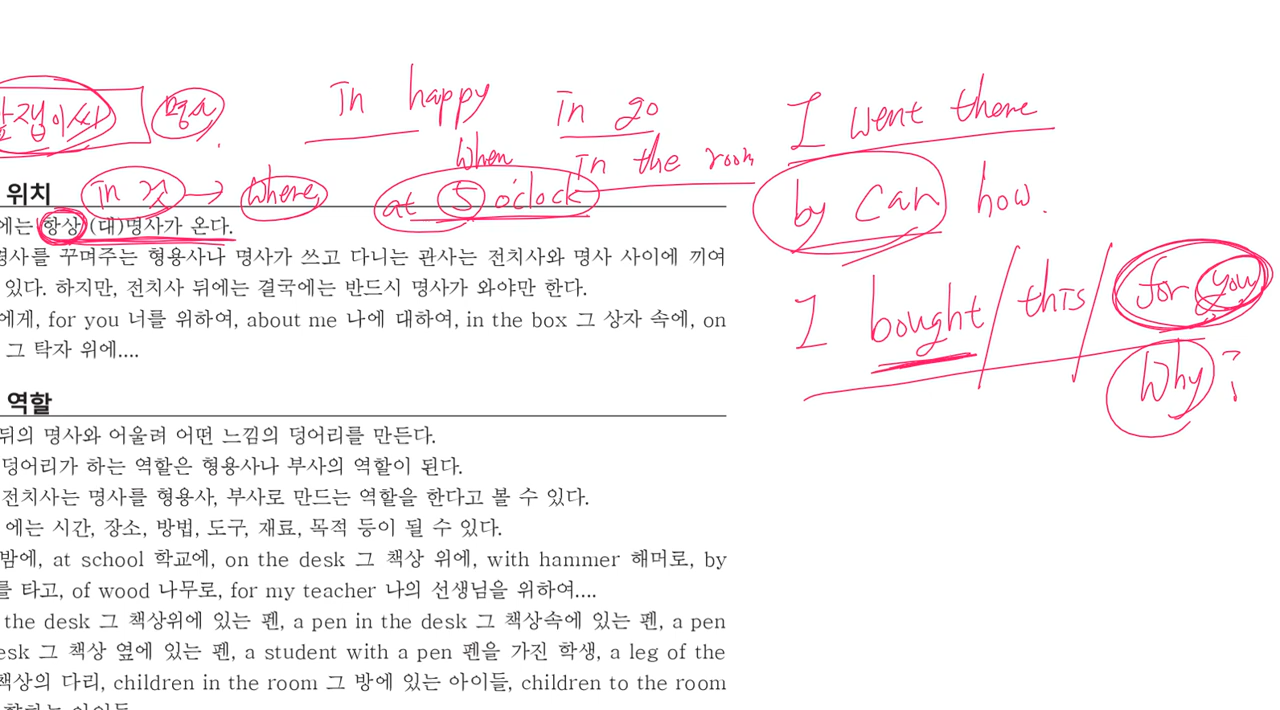 앞잽이싸 명사 In happy In go I went there
When In the room
In 것 → Where, at 5 o'clock by Car how.
위치
에는 항상 (대)명사가 온다.
명사를 꾸며주는 형용사나 명사가 쓰고 다니는 관사는 전치사와 명사 사이에 끼여
있다. 하지만, 전치사 뒤에는 결국에는 반드시 명사가 와야만 한다.
에게, for you 너를 위하여, about me 나에 대하여, in the box 그 상자 속에, on
그 탁자 위에....
I bought / this / for you
Why?
역할
뒤의 명사와 어울려 어떤 느낌의 덩어리를 만든다.
덩어리가 하는 역할은 형용사나 부사의 역할이 된다.
전치사는 명사를 형용사, 부사로 만드는 역할을 한다고 볼 수 있다.
에는 시간, 장소, 방법, 도구, 재료, 목적 등이 될 수 있다.
밤에, at school 학교에, on the desk 그 책상 위에, with hammer 해머로, by
를 타고, of wood 나무로, for my teacher 나의 선생님을 위하여....
the desk 그 책상위에 있는 펜, a pen in the desk 그 책상속에 있는 펜, a pen
esk 그 책상 옆에 있는 펜, a student with a pen 펜을 가진 학생, a leg of the
책상의 다리, children in the room 그 방에 있는 아이들, children to the room